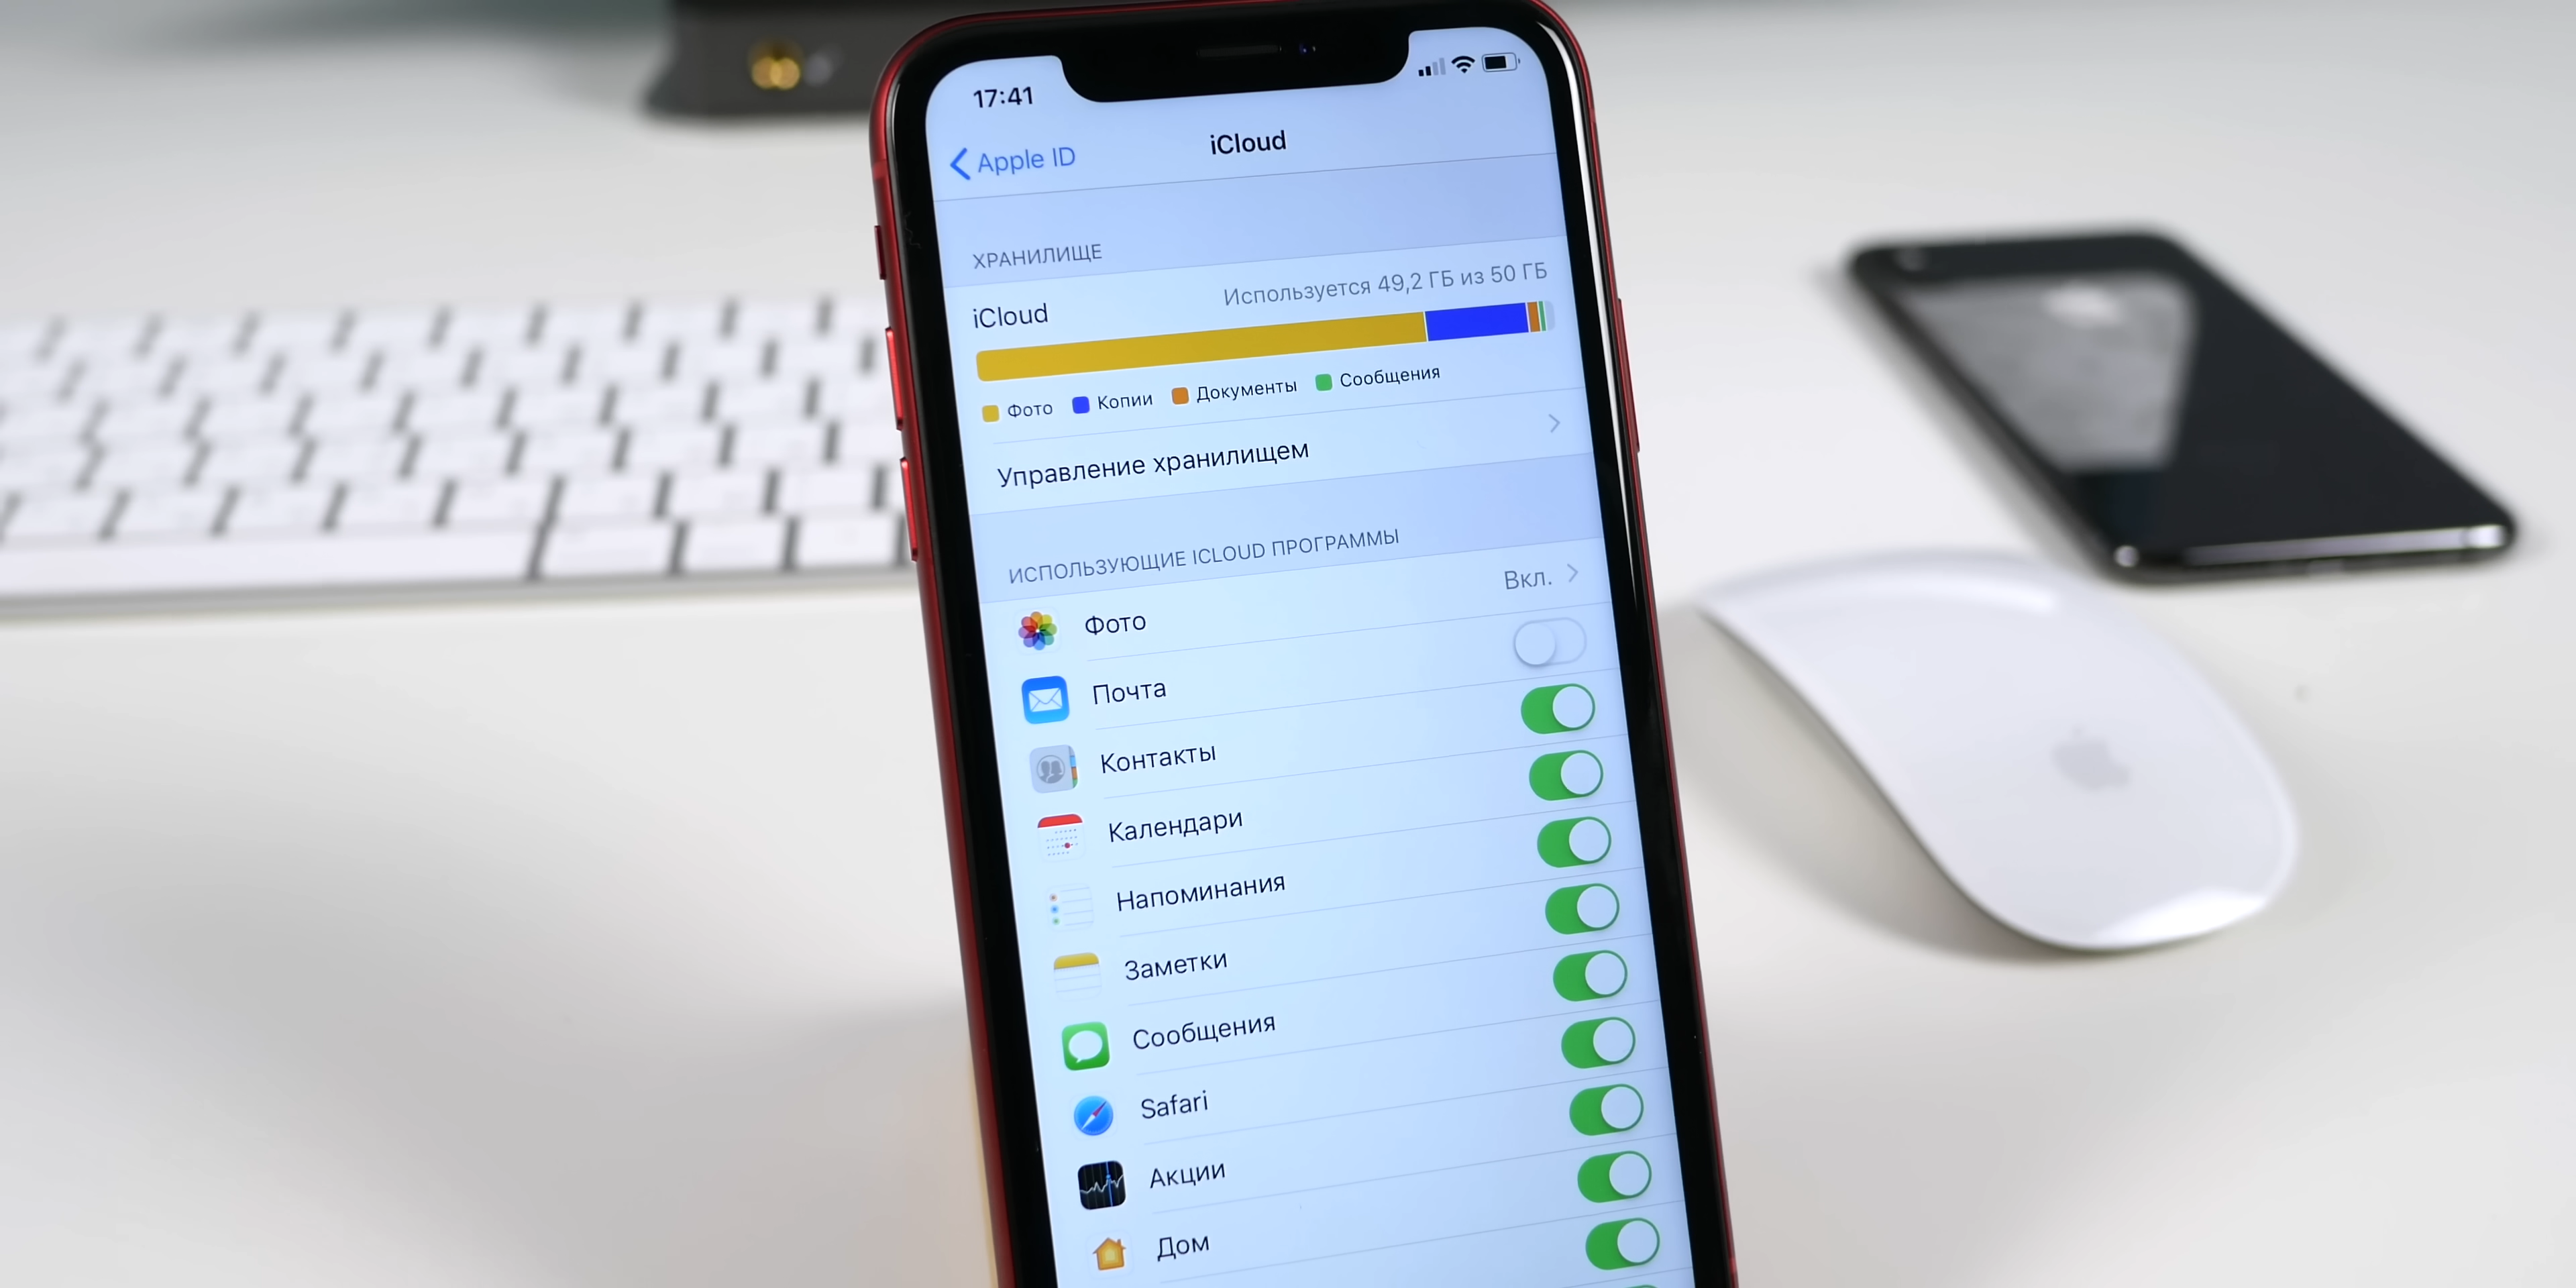 17:41
Apple ID
iCloud
ХРАНИЛИЩЕ
iCloud
Используется 49,2 ГБ из 50 ГБ
Фото Копии Документы Сообщения
Управление хранилищем
ИСПОЛЬЗУЮЩИЕ ICLOUD ПРОГРАММЫ
Фото Вкл.
Почта
Контакты
Календари
Напоминания
Заметки
Сообщения
Safari
Акции
Дом